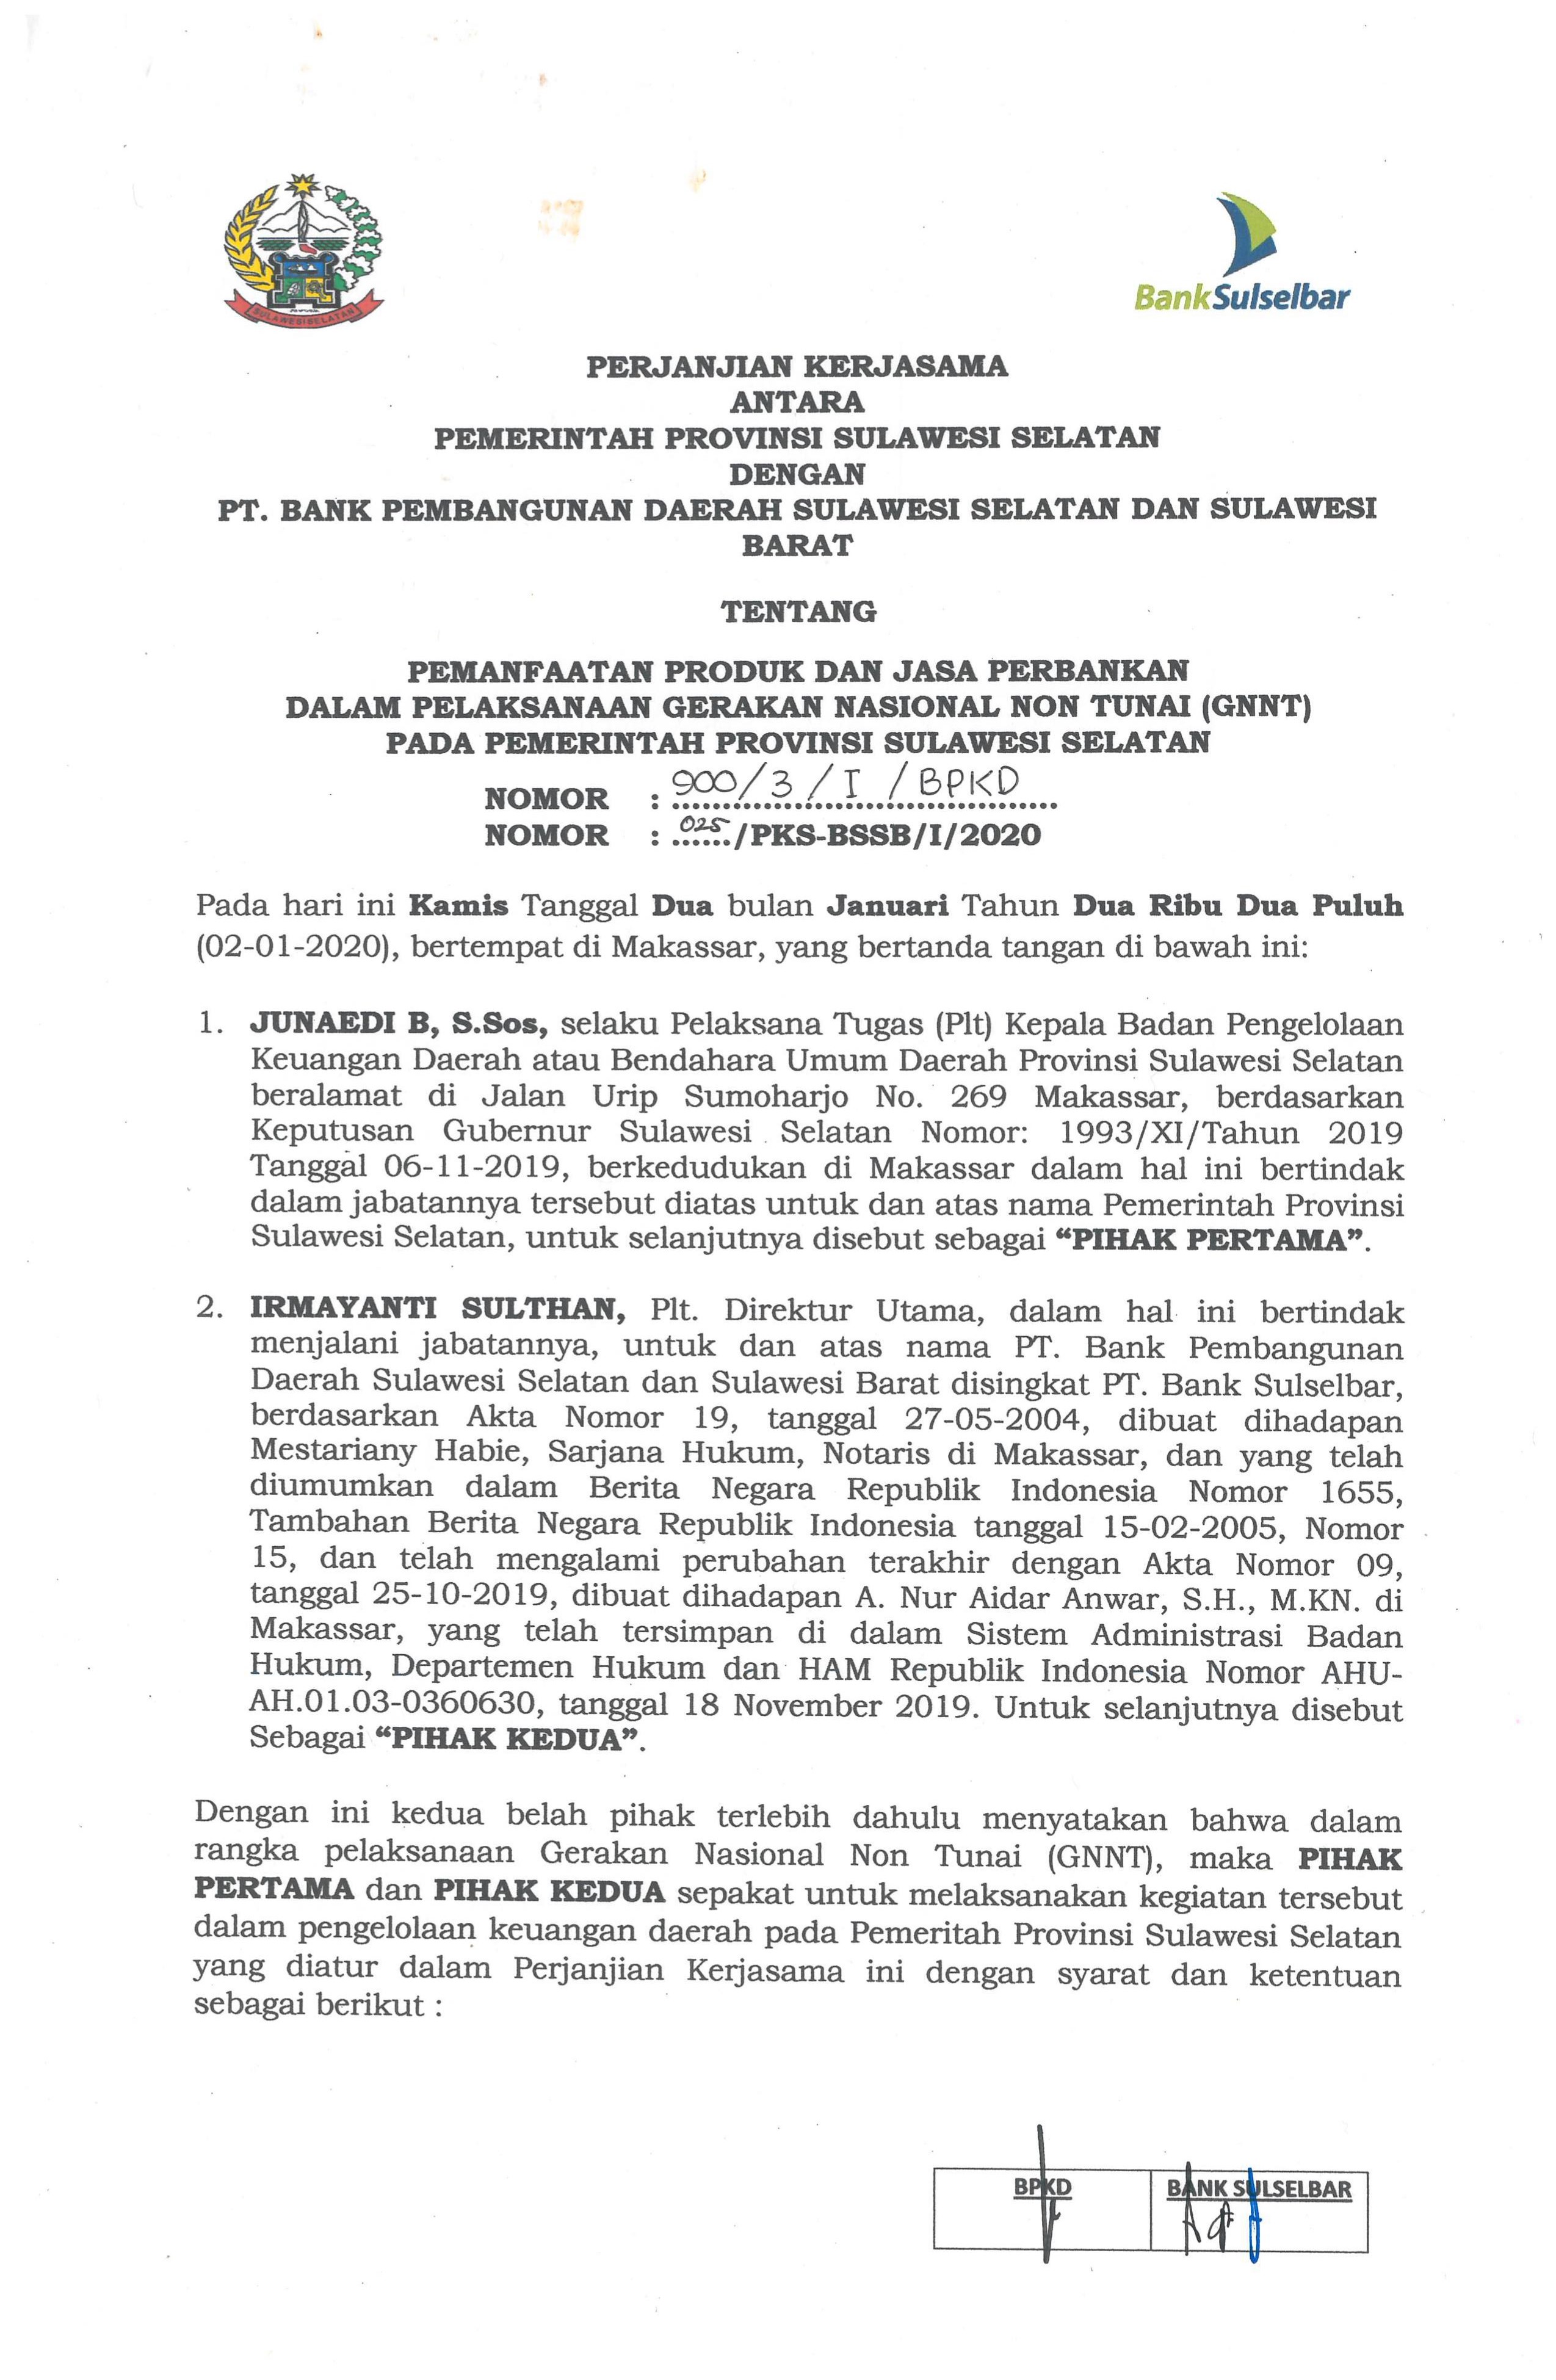 SULAWESI SELATAN
BankSulselbar
PERJANJIAN KERJASAMA
ANTARA
PEMERINTAH PROVINSI SULAWESI SELATAN
DENGAN
PT. BANK PEMBANGUNAN DAERAH SULAWESI SELATAN DAN SULAWESI
BARAT
TENTANG
PEMANFAATAN PRODUK DAN JASA PERBANKAN
DALAM PELAKSANAAN GERAKAN NASIONAL NON TUNAI (GNNT)
PADA PEMERINTAH PROVINSI SULAWESI SELATAN
NOMOR : 900/3/I/BPKD
NOMOR : 025/PKS-BSSB/I/2020
Pada hari ini Kamis Tanggal Dua bulan Januari Tahun Dua Ribu Dua Puluh
(02-01-2020), bertempat di Makassar, yang bertanda tangan di bawah ini:
1. JUNAEDI B, S.Sos, selaku Pelaksana Tugas (Plt) Kepala Badan Pengelolaan
Keuangan Daerah atau Bendahara Umum Daerah Provinsi Sulawesi Selatan
beralamat di Jalan Urip Sumoharjo No. 269 Makassar, berdasarkan
Keputusan Gubernur Sulawesi Selatan Nomor: 1993/XI/Tahun 2019
Tanggal 06-11-2019, berkedudukan di Makassar dalam hal ini bertindak
dalam jabatannya tersebut diatas untuk dan atas nama Pemerintah Provinsi
Sulawesi Selatan, untuk selanjutnya disebut sebagai “PIHAK PERTAMA”.
2. IRMAYANTI SULTHAN, Plt. Direktur Utama, dalam hal ini bertindak
menjalani jabatannya, untuk dan atas nama PT. Bank Pembangunan
Daerah Sulawesi Selatan dan Sulawesi Barat disingkat PT. Bank Sulselbar,
berdasarkan Akta Nomor 19, tanggal 27-05-2004, dibuat dihadapan
Mestariany Habie, Sarjana Hukum, Notaris di Makassar, dan yang telah
diumumkan dalam Berita Negara Republik Indonesia Nomor 1655,
Tambahan Berita Negara Republik Indonesia tanggal 15-02-2005, Nomor
15, dan telah mengalami perubahan terakhir dengan Akta Nomor 09,
tanggal 25-10-2019, dibuat dihadapan A. Nur Aidar Anwar, S.H., M.KN. di
Makassar, yang telah tersimpan di dalam Sistem Administrasi Badan
Hukum, Departemen Hukum dan HAM Republik Indonesia Nomor AHU-
AH.01.03-0360630, tanggal 18 November 2019. Untuk selanjutnya disebut
Sebagai “PIHAK KEDUA”.
Dengan ini kedua belah pihak terlebih dahulu menyatakan bahwa dalam
rangka pelaksanaan Gerakan Nasional Non Tunai (GNNT), maka PIHAK
PERTAMA dan PIHAK KEDUA sepakat untuk melaksanakan kegiatan tersebut
dalam pengelolaan keuangan daerah pada Pemeritah Provinsi Sulawesi Selatan
yang diatur dalam Perjanjian Kerjasama ini dengan syarat dan ketentuan
sebagai berikut :
BPKD BANK SULSELBAR